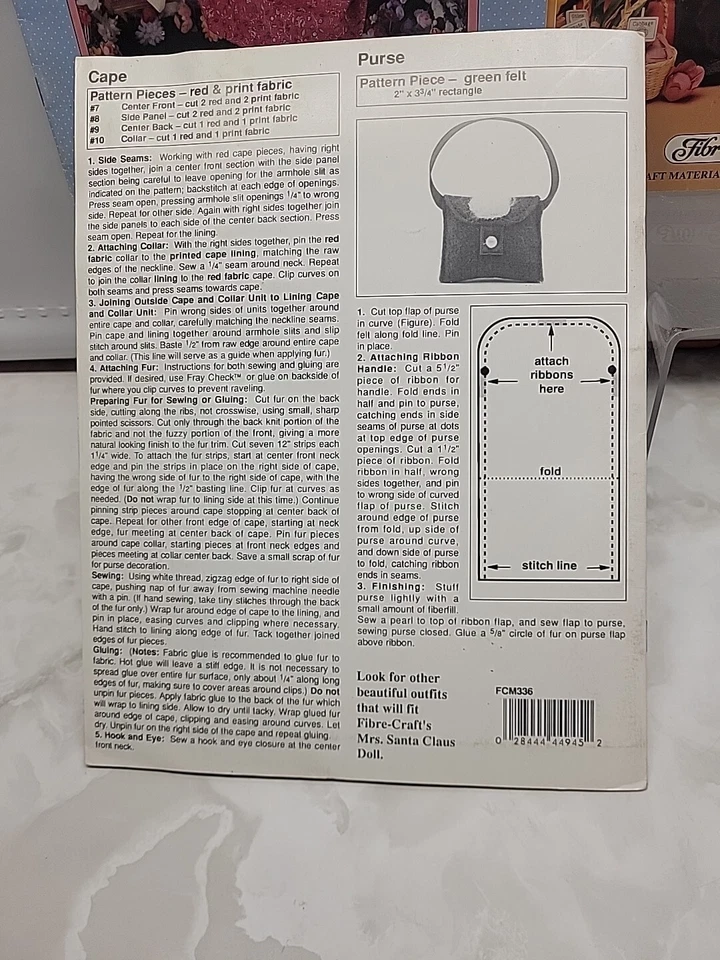 Cape
Pattern Pieces – red & print fabric
#7 Center Front – cut 2 red and 2 print fabric
#8 Side Panel – cut 2 red and 2 print fabric
#9 Center Back – cut 1 red and 1 print fabric
#10 Collar – cut 1 red and 1 print fabric
1. Side Seams: Working with red cape pieces, having right
sides together, join a center front section with the side panel
section being careful to leave opening for the armhole slit as
indicated on the pattern; backstitch at each edge of openings.
Press seam open, pressing armhole slit openings 1/4" to wrong
side. Repeat for other side. Again with right sides together join
the side panels to each side of the center back section. Press
seam open. Repeat for the lining.
2. Attaching Collar: With the right sides together, pin the red
fabric collar to the printed cape lining, matching the raw
edges of the neckline. Sew a 1/4" seam around neck. Repeat
to join the collar lining to the red fabric cape. Clip curves on
both seams and press seams towards cape.
3. Joining Outside Cape and Collar Unit to Lining Cape
and Collar Unit: Pin wrong sides of units together around
entire cape and collar, carefully matching the neckline seams.
Pin cape and lining together around armhole slits and slip
stitch around slits. Baste 1/2" from raw edge around entire cape
and collar. (This line will serve as a guide when applying fur.)
4. Attaching Fur: Instructions for both sewing and gluing are
provided. If desired, use Fray Check™ or glue on backside of
fur where you clip curves to prevent raveling.
Preparing Fur for Sewing or Gluing: Cut fur on the back
side, cutting along the ribs, not crosswise, using small, sharp
pointed scissors. Cut only through the back knit portion of the
fabric and not the fuzzy portion of the front, giving a more
natural looking finish to the fur trim. Cut seven 12" strips each
1 1/4" wide. To attach the fur strips, start at center front neck
edge and pin the strips in place on the right side of cape,
having the wrong side of fur to the right side of cape, with the
edge of fur along the 1/2" basting line. Clip fur at curves as
needed. (Do not wrap fur to lining side at this time.) Continue
pinning strip pieces around cape stopping at center back of
cape. Repeat for other front edge of cape, starting at neck
edge, fur meeting at center back of cape. Pin fur pieces
around cape collar, starting pieces at front neck edges and
pieces meeting at collar center back. Save a small scrap of fur
for purse decoration.
Sewing: Using white thread, zigzag edge of fur to right side of
cape, pushing nap of fur away from sewing machine needle
with a pin. (If hand sewing, take tiny stitches through the back
of the fur only.) Wrap fur around edge of cape to the lining, and
pin in place, easing curves and clipping where necessary.
Hand stitch to lining along edge of fur. Tack together joined
edges of fur pieces.
Gluing: (Notes: Fabric glue is recommended to glue fur to
fabric. Hot glue will leave a stiff edge. It is not necessary to
spread glue over entire fur surface, only about 1/4" along long
edges of fur, making sure to cover areas around clips.) Do not
unpin fur pieces. Apply fabric glue to the back of the fur which
will wrap to lining side. Allow to dry until tacky. Wrap glued fur
around edge of cape, clipping and easing around curves. Let
dry. Unpin fur on the right side of the cape and repeat gluing.
5. Hook and Eye: Sew a hook and eye closure at the center
front neck.
Purse
Pattern Piece – green felt
2" x 3 3/4" rectangle
1. Cut top flap of purse
in curve (Figure). Fold
felt along fold line. Pin
in place.
2. Attaching Ribbon
Handle: Cut a 5 1/2"
piece of ribbon for
handle. Fold ends in
half and pin to purse,
catching ends in side
seams of purse at dots
at top edge of purse
openings. Cut a 1 1/2"
piece of ribbon. Fold
ribbon in half, wrong
sides together, and pin
to wrong side of curved
flap of purse. Stitch
around edge of purse
from fold, up side of
purse around curve,
and down side of purse
to fold, catching ribbon
ends in seams.
3. Finishing: Stuff
purse lightly with a
small amount of fiberfill.
Sew a pearl to top of ribbon flap, and sew flap to purse,
sewing purse closed. Glue a 5/8" circle of fur on purse flap
above ribbon.
attach
ribbons
here
fold
stitch line
Look for other
beautiful outfits
that will fit
Fibre-Craft's
Mrs. Santa Claus
Doll.
FCM336
0 28444 44945 2